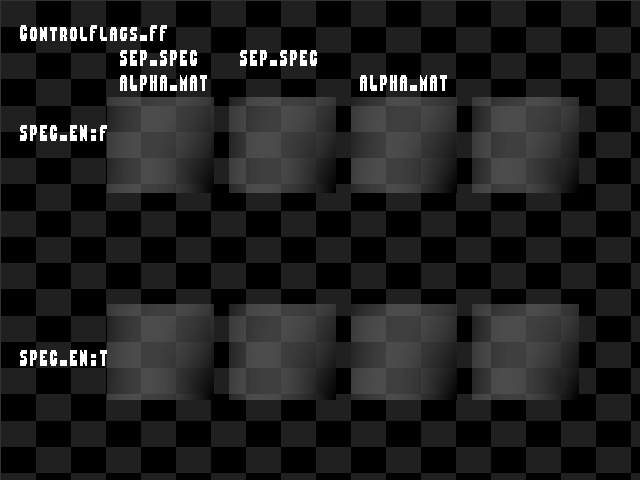 ControlFlags_FF
SEP_SPEC SEP_SPEC
ALPHA_MAT ALPHA_MAT
SPEC_EN:F
SPEC_EN:T